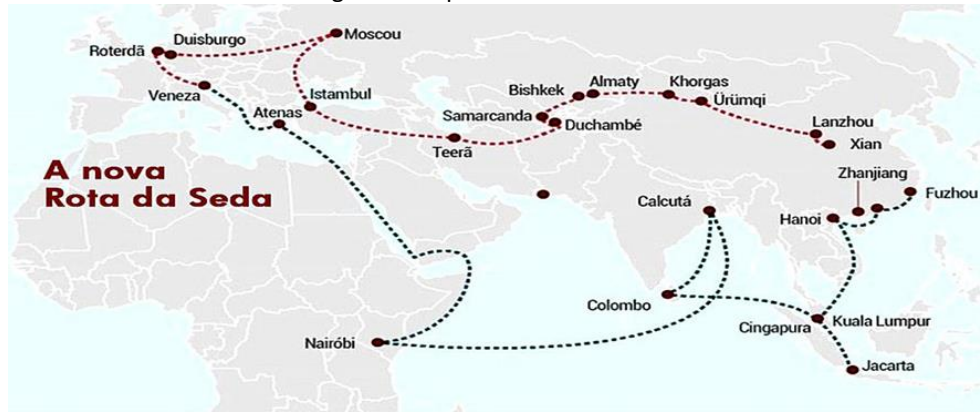 Moscou
Duisburgo
Roterdã
Veneza
Istambul
Atenas
Bishkek
Almaty
Khorgas
Ürümqi
Samarcanda
Duchambé
Lanzhou
Xian
Teerã
A nova
Rota da Seda
Zhanjiang
Fuzhou
Calcutá
Hanoi
Colombo
Cingapura
Kuala Lumpur
Nairóbi
Jacarta